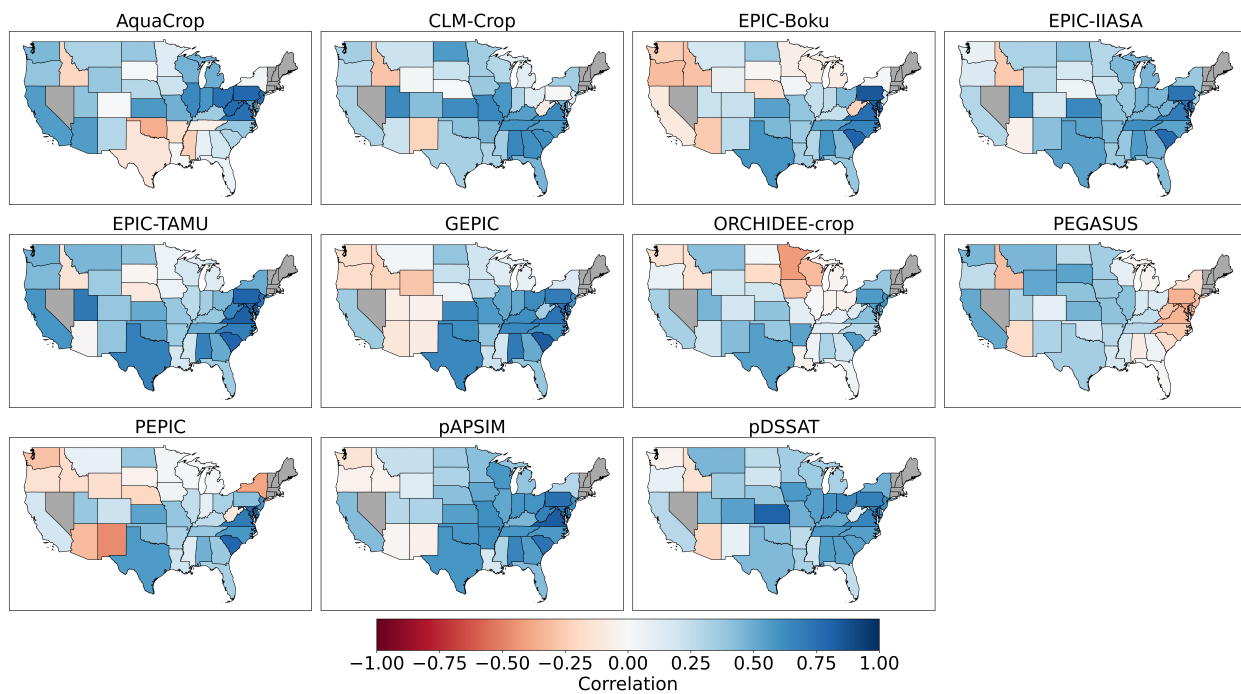 AquaCrop CLM-Crop EPIC-Boku EPIC-IIASA
EPIC-TAMU GEPIC ORCHIDEE-crop PEGASUS
PEPIC pAPSIM pDSSAT
−1.00 −0.75 −0.50 −0.25 0.00 0.25 0.50 0.75 1.00
Correlation